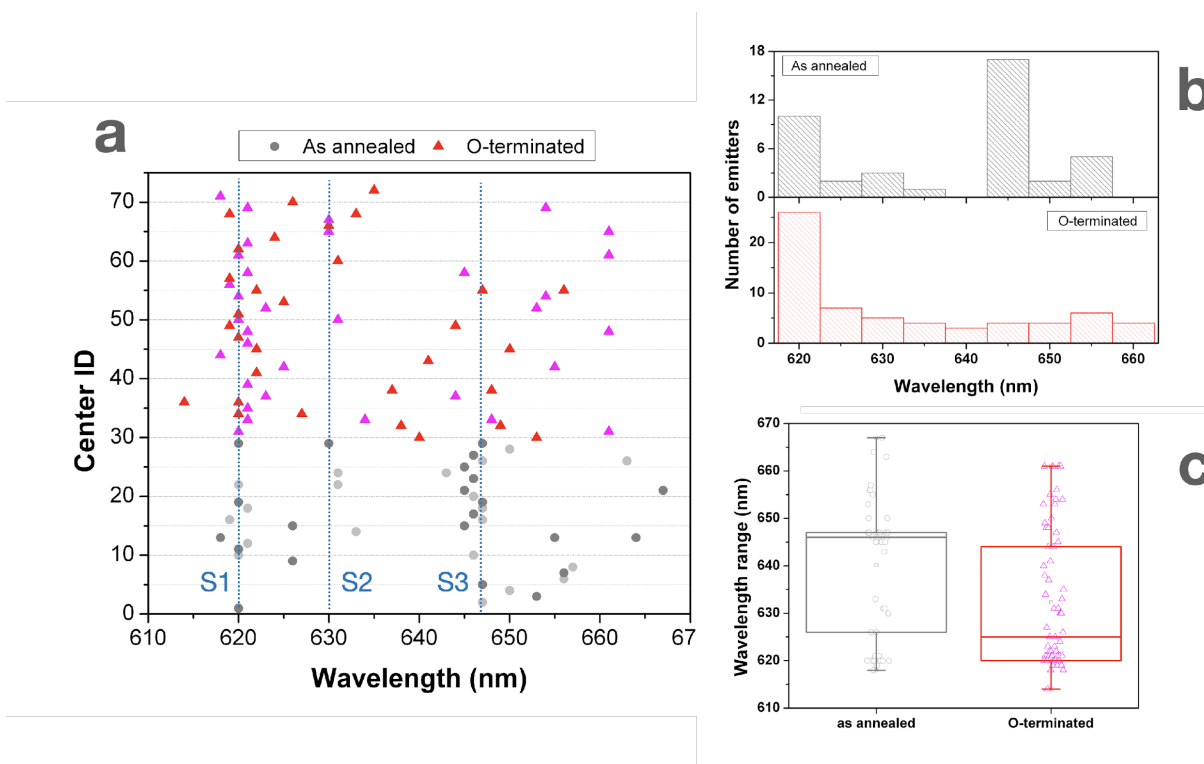 a
As annealed
O-terminated
70
60
50
40
30
20
10
0
Center ID
S1
S2
S3
610
620
630
640
650
660
67
Wavelength (nm)
b
18
12
6
0
As annealed
20
10
0
O-terminated
Number of emitters
620
630
640
650
660
Wavelength (nm)
c
670
660
650
640
630
620
610
Wavelength range (nm)
as annealed
O-terminated